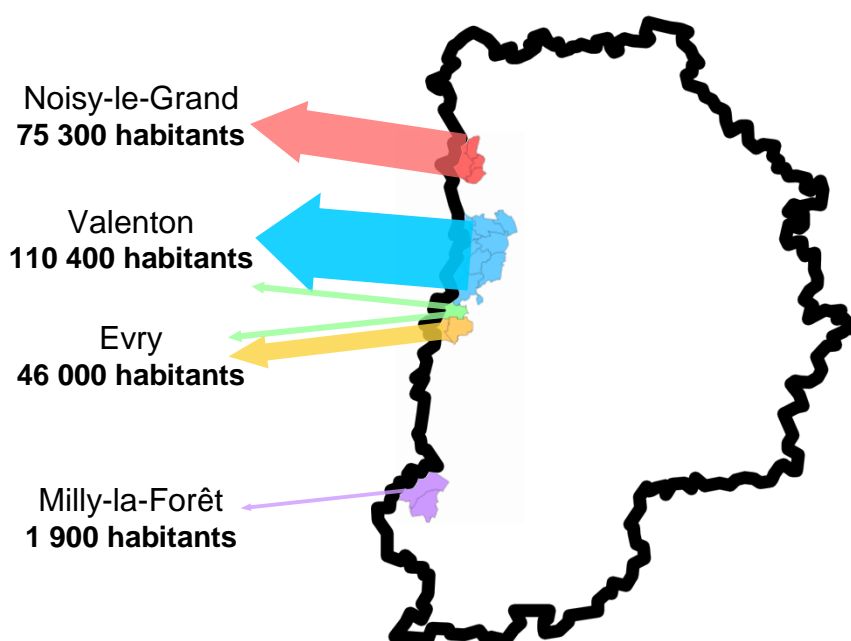 Noisy-le-Grand
75 300 habitants
Valenton
110 400 habitants
Evry
46 000 habitants
Milly-la-Forêt
1 900 habitants